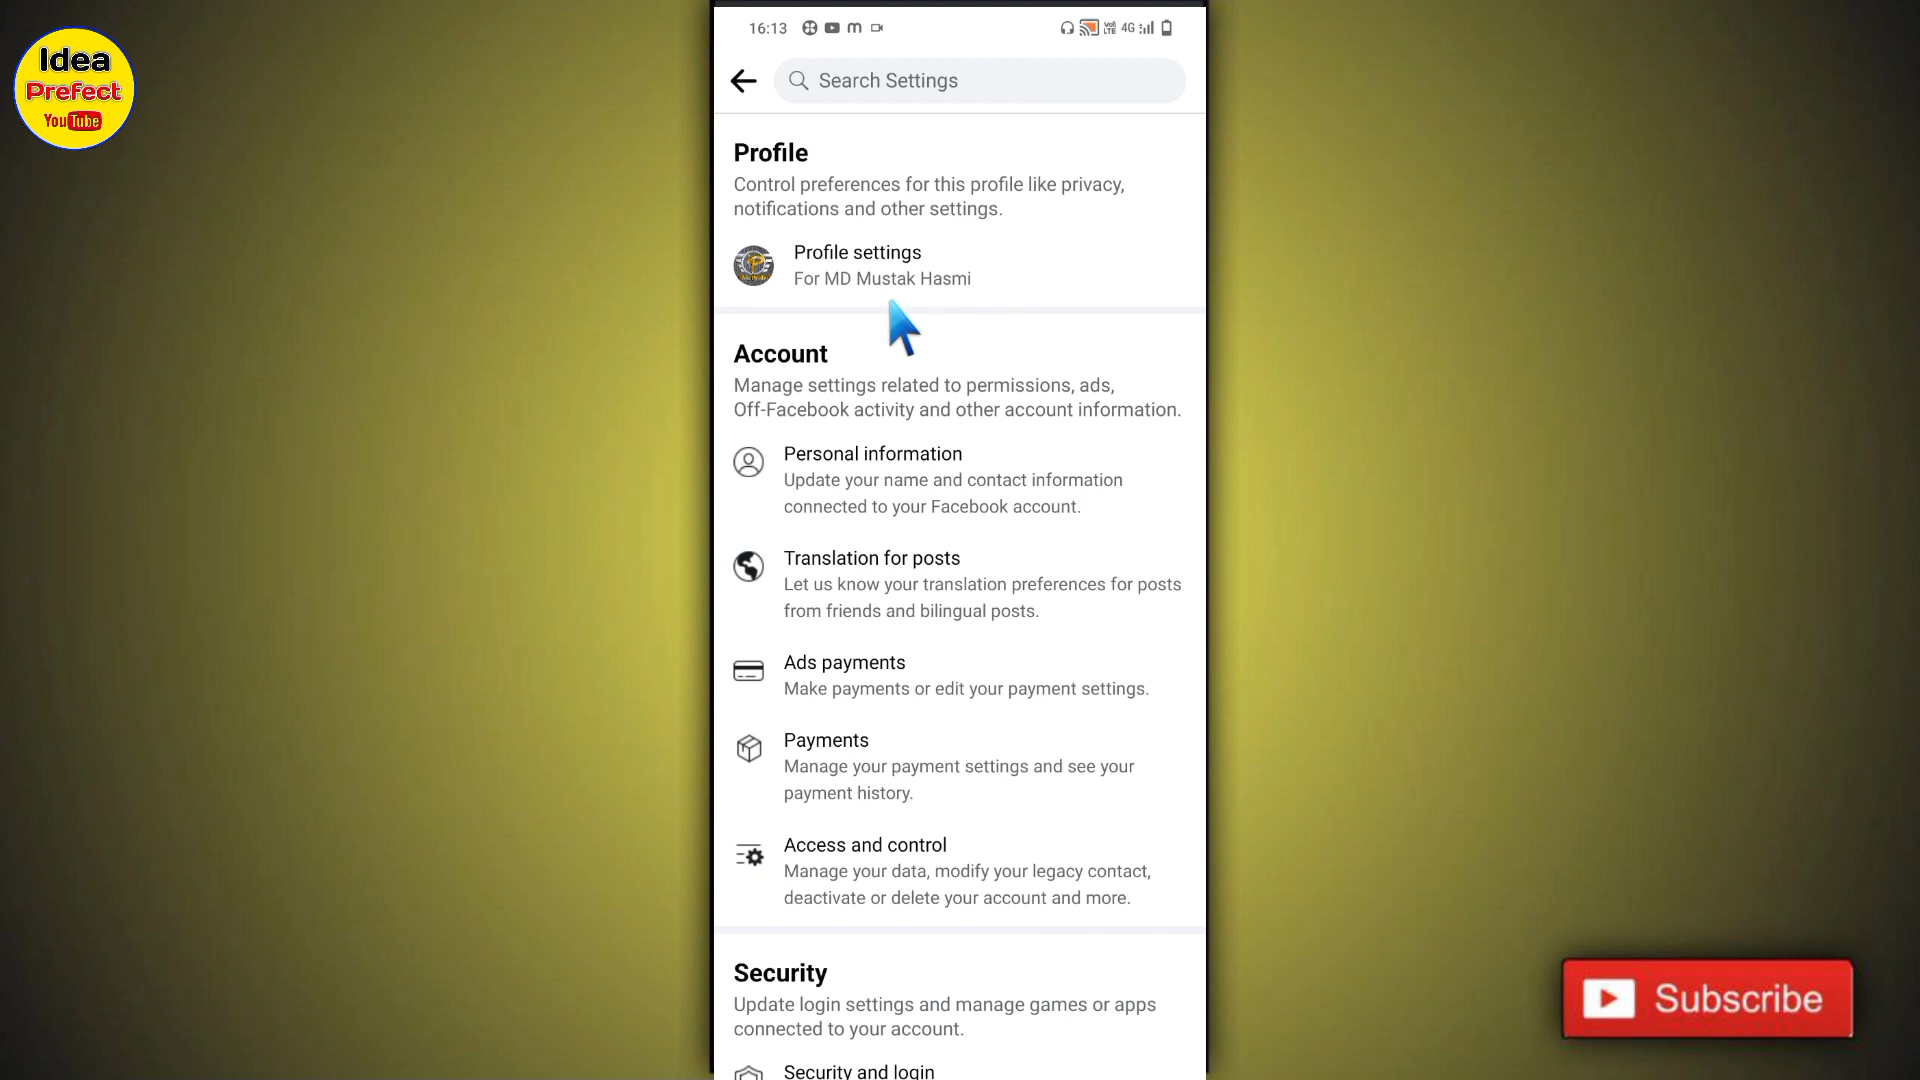 Idea
Prefect
YouTube
16:13
4G
Search Settings
Profile
Control preferences for this profile like privacy,
notifications and other settings.
Profile settings
For MD Mustak Hasmi
Account
Manage settings related to permissions, ads,
Off-Facebook activity and other account information.
Personal information
Update your name and contact information
connected to your Facebook account.
Translation for posts
Let us know your translation preferences for posts
from friends and bilingual posts.
Ads payments
Make payments or edit your payment settings.
Payments
Manage your payment settings and see your
payment history.
Access and control
Manage your data, modify your legacy contact,
deactivate or delete your account and more.
Security
Update login settings and manage games or apps
connected to your account.
Security and login
Subscribe